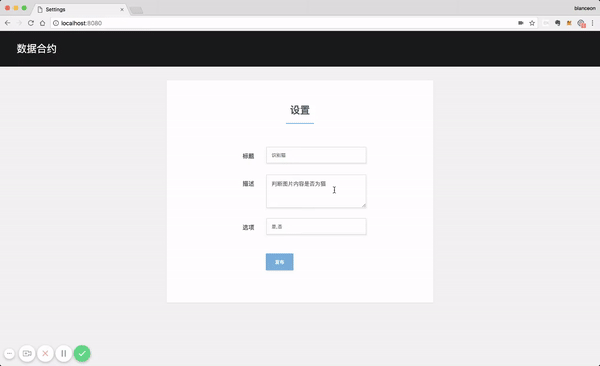 Settings
blanceon
localhost:8080
数据合约
设置
标题
识别猫
描述
判断图片内容是否为猫
选项
是,否
发布